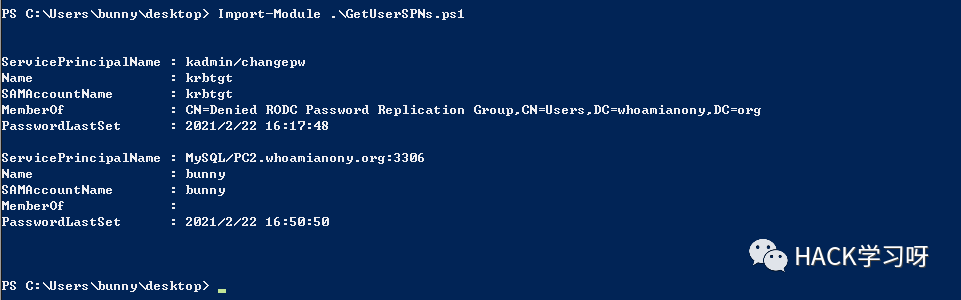 PS C:\Users\bunny\desktop> Import-Module .\GetUserSPNs.ps1
ServicePrincipalName : kadmin/changepw
Name : krbtgt
SAMAccountName : krbtgt
MemberOf : CN=Denied RODC Password Replication Group,CN=Users,DC=whoamianony,DC=org
PasswordLastSet : 2021/2/22 16:17:48
ServicePrincipalName : MySQL/PC2.whoamianony.org:3306
Name : bunny
SAMAccountName : bunny
MemberOf :
PasswordLastSet : 2021/2/22 16:50:50
HACK学习呀
PS C:\Users\bunny\desktop> _